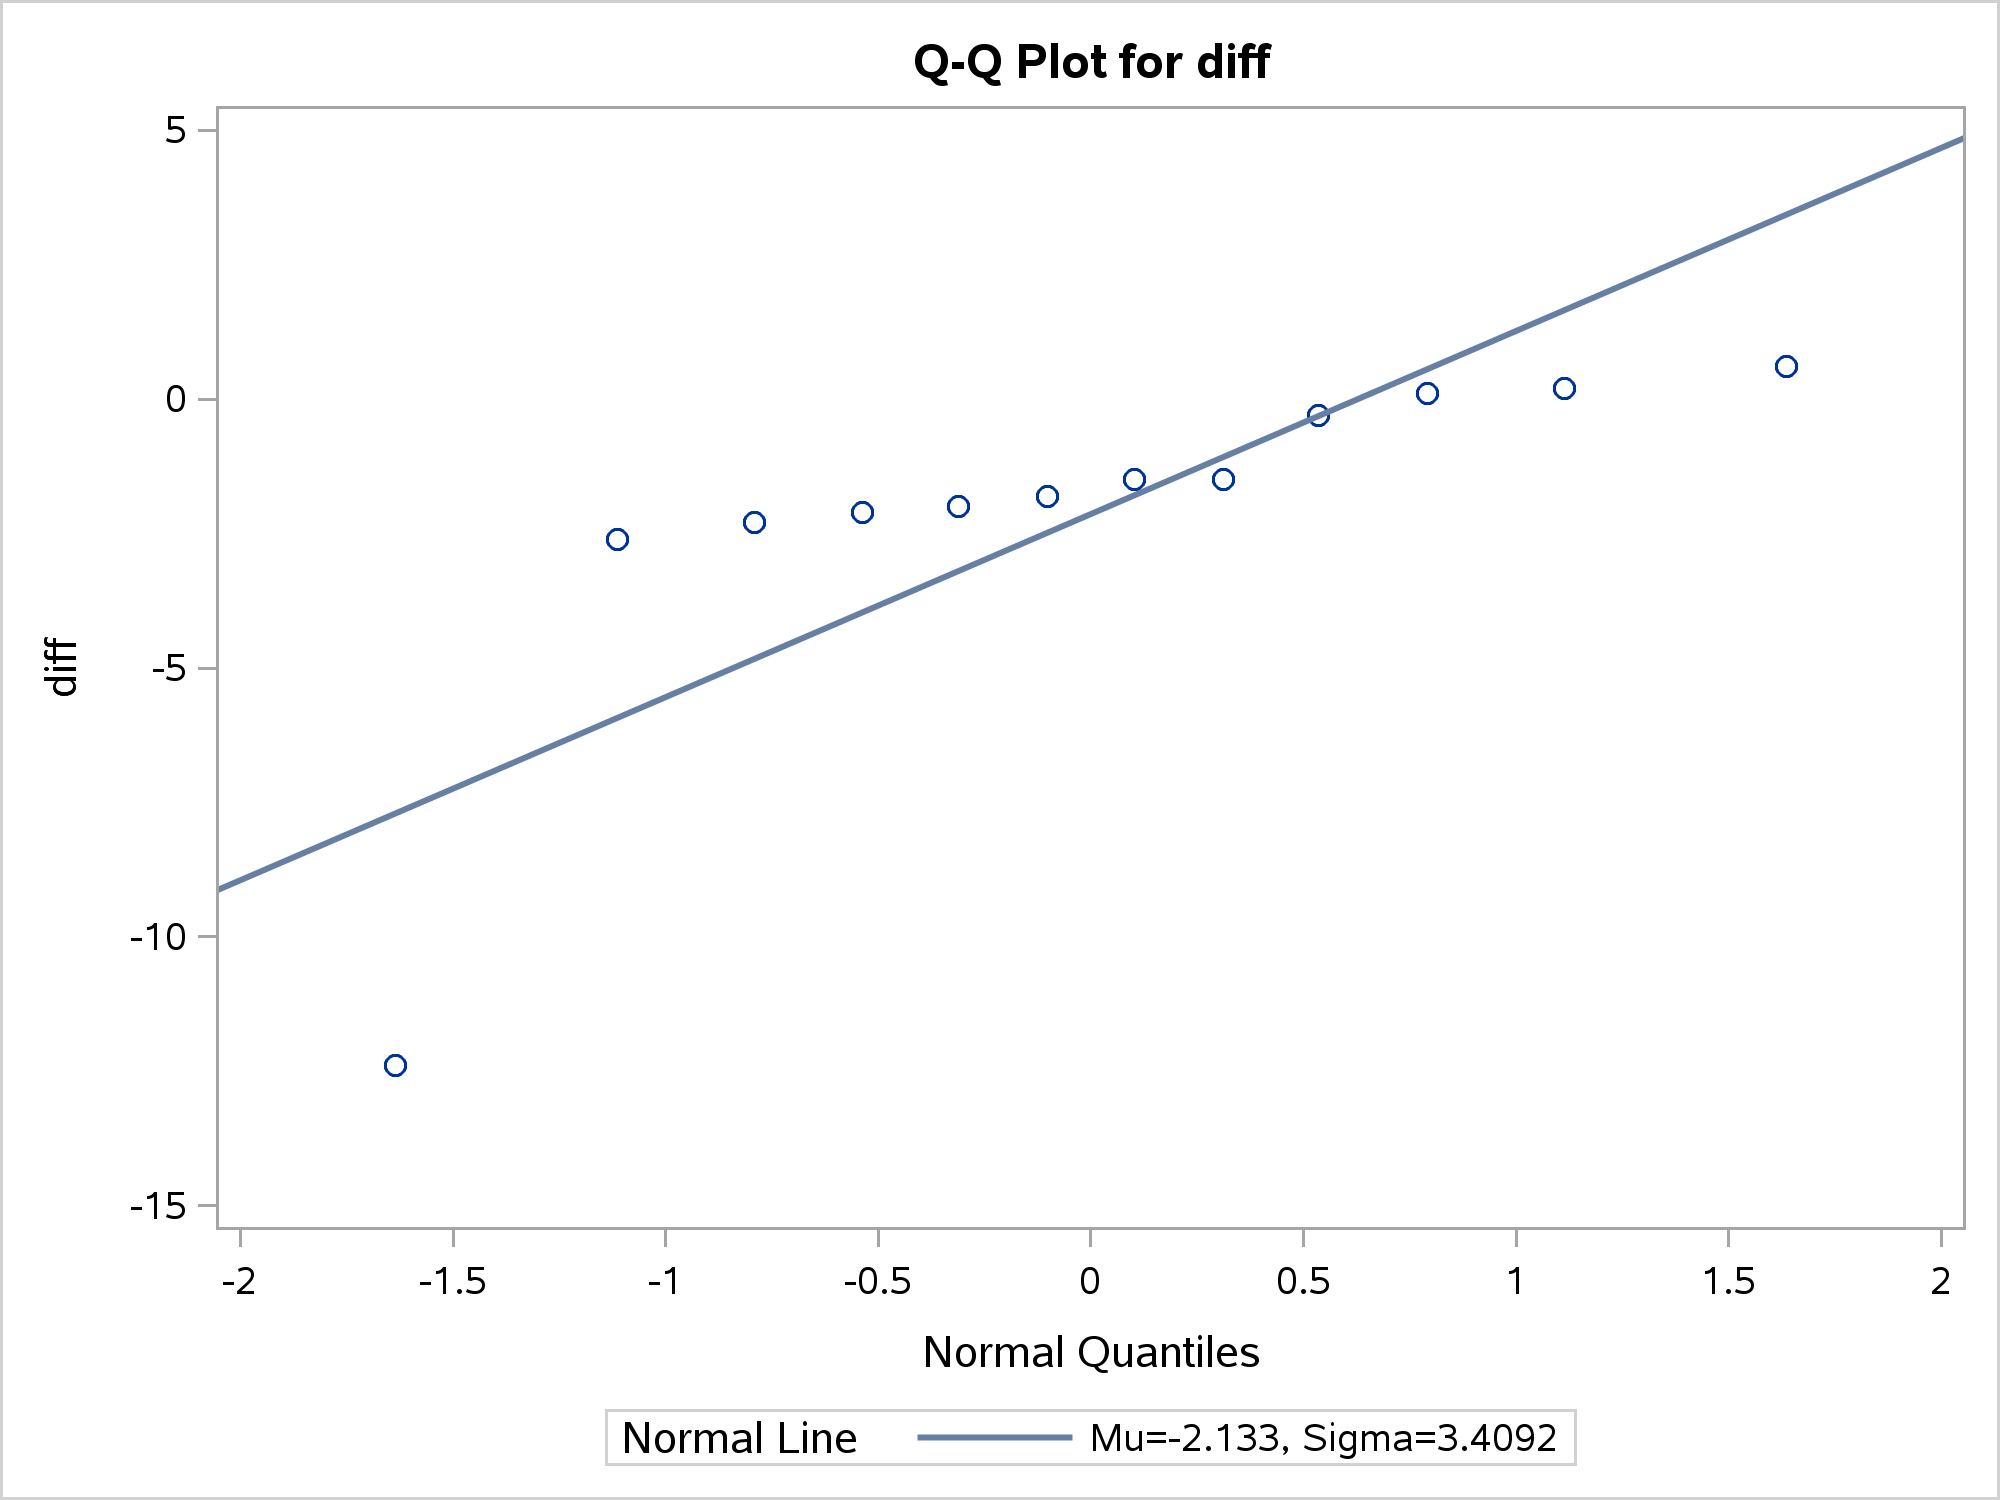 Q-Q Plot for diff
5
0
-5
-10
-15
diff
-2 -1.5 -1 -0.5 0 0.5 1 1.5 2
Normal Quantiles
Normal Line Mu=-2.133, Sigma=3.4092